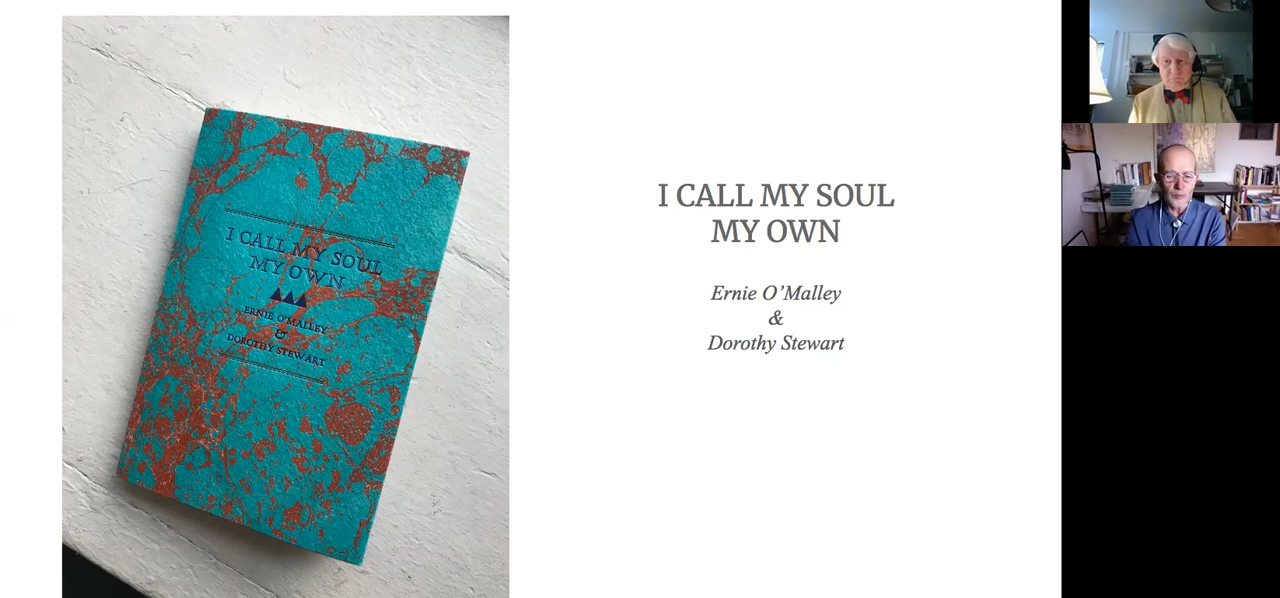 I CALL MY SOUL
MY OWN
ERNIE O'MALLEY
&
DOROTHY STEWART
I CALL MY SOUL
MY OWN
Ernie O'Malley
&
Dorothy Stewart